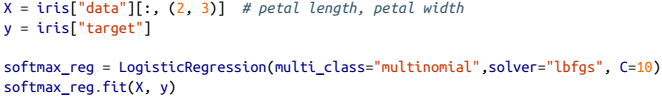 X = iris["data"][:, (2, 3)]  # petal length, petal width
y = iris["target"]
softmax_reg = LogisticRegression(multi_class="multinomial",solver="lbfgs", C=10)
softmax_reg.fit(X, y)